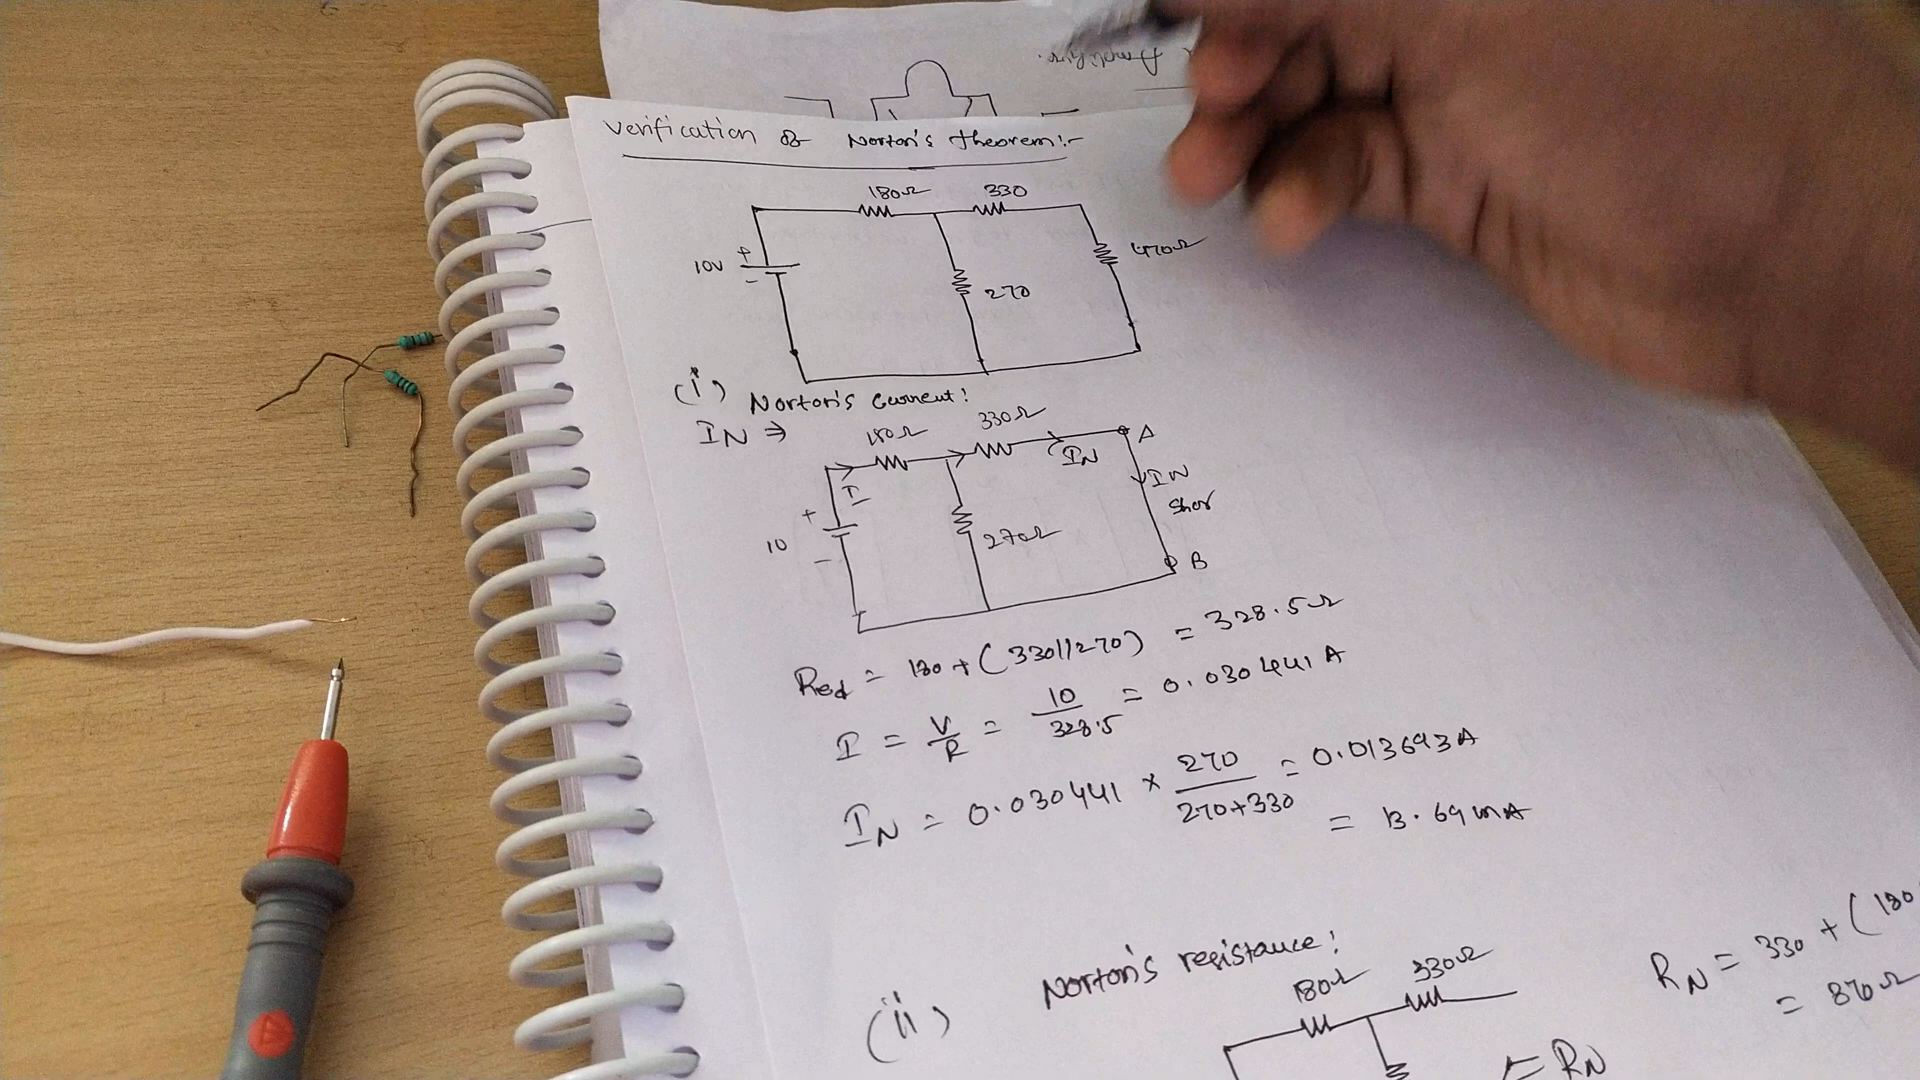 Amplifier.
Verification of Norton's theorem:-
180Ω 330
10V + -
270
470Ω
(i) Norton's current:
IN ⇒
180Ω 330Ω
IN A
I
IN
Shor
+
10
-
270Ω
B
Req = 180 + (330||270) = 328.5Ω
I = V/R = 10/328.5 = 0.030441 A
IN = 0.030441 × 270/270+330 = 0.013693A
= 13.69 mA
(ii) Norton's resistance:
180Ω 330Ω
RN = 330 + (180
= 870Ω
⇐ RN